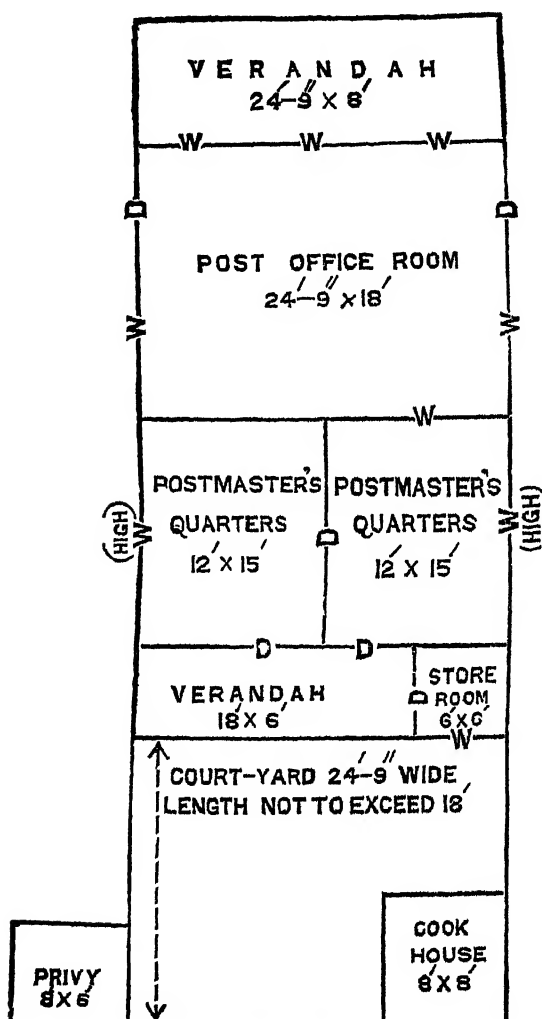 VERANDAH
24'-9" X 8'
W W W
D D
POST OFFICE ROOM
24'-9" X 18'
W W
W
POSTMASTER'S
QUARTERS
12' X 15'
POSTMASTER'S
QUARTERS
12' X 15'
(HIGH)
W
D
W
(HIGH)
D D
VERANDAH
18' X 6'
D
STORE
ROOM
6' X 6'
W
COURT-YARD 24'-9" WIDE
LENGTH NOT TO EXCEED 18'
PRIVY
8' X 6'
COOK
HOUSE
8' X 8'